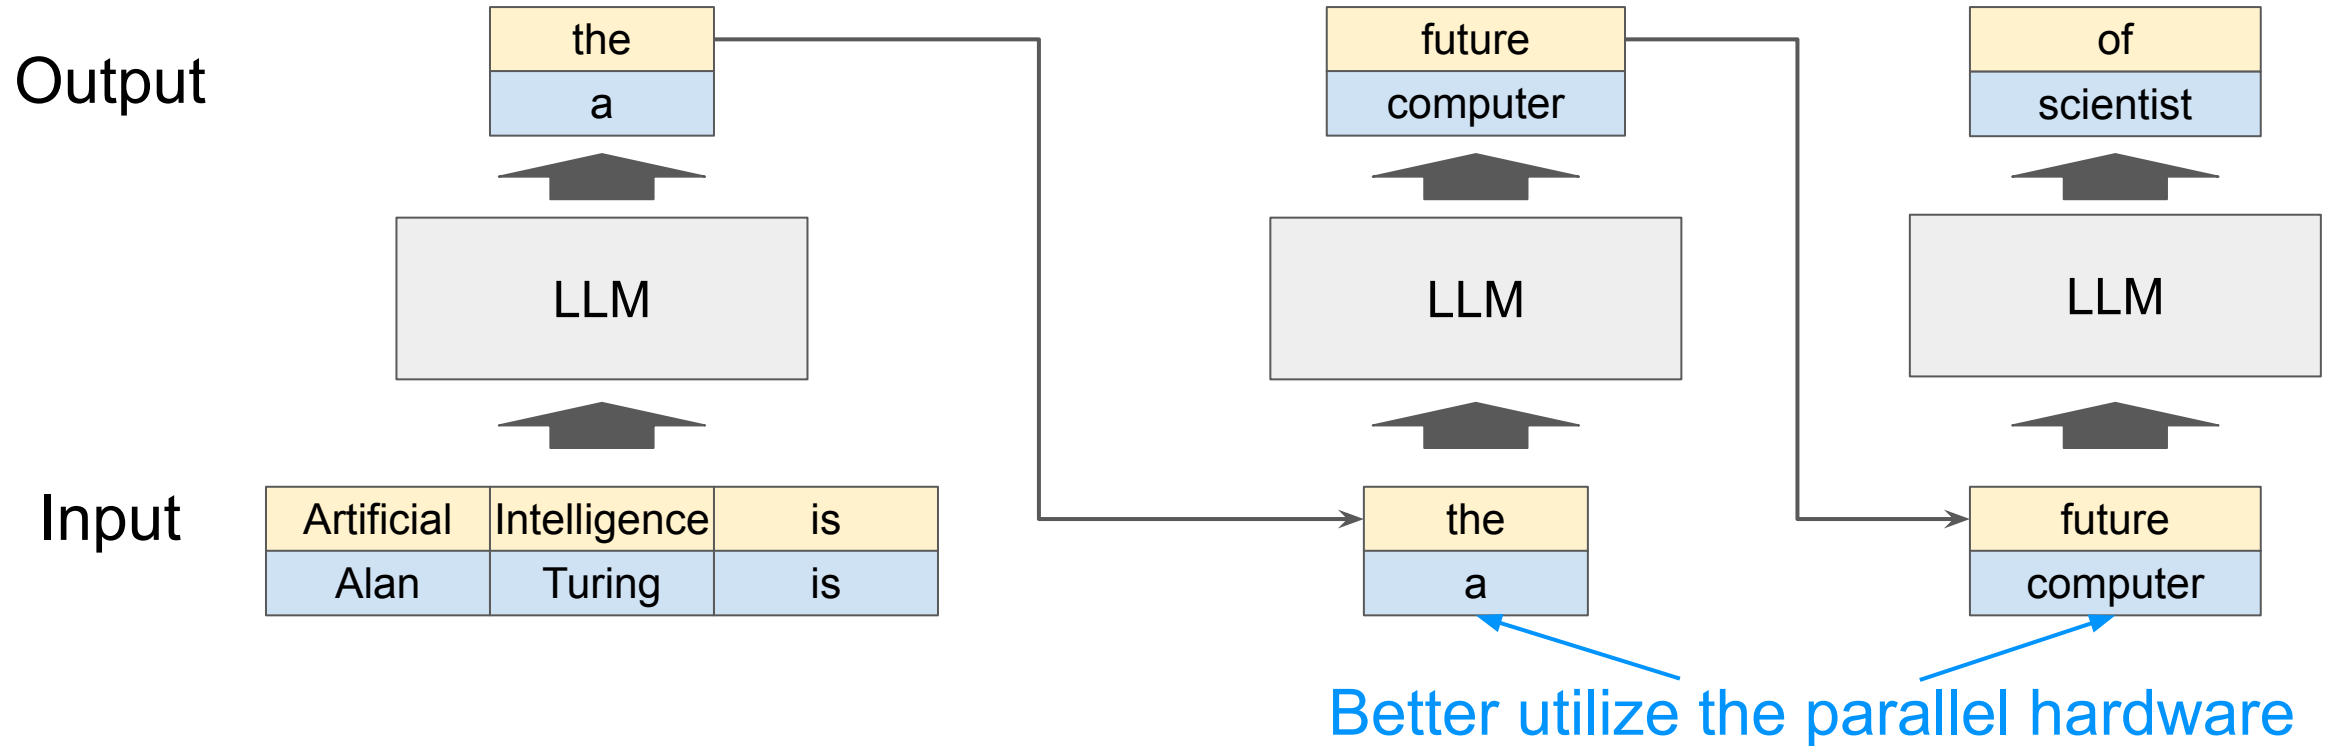 Output
the
a
future
computer
of
scientist
LLM
LLM
LLM
Input
Artificial Intelligence is
Alan Turing is
the
a
future
computer
Better utilize the parallel hardware